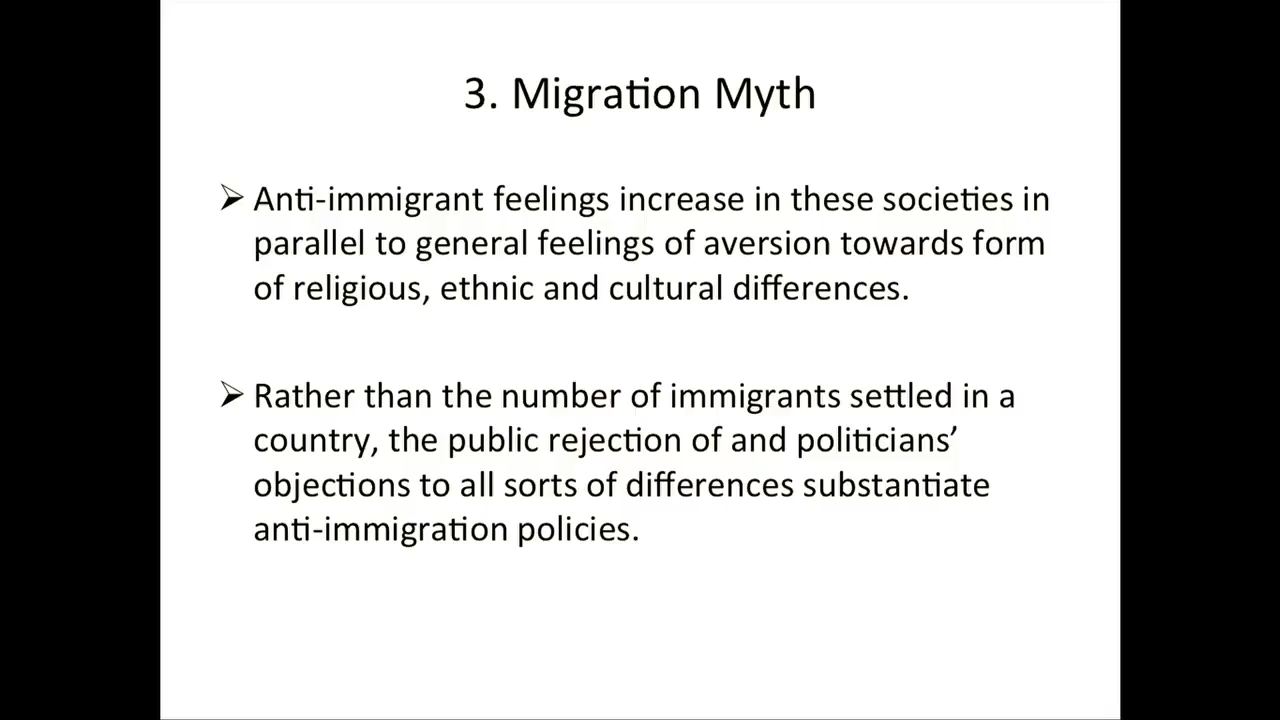 3. Migration Myth
➢ Anti-immigrant feelings increase in these societies in
parallel to general feelings of aversion towards form
of religious, ethnic and cultural differences.
➢ Rather than the number of immigrants settled in a
country, the public rejection of and politicians’
objections to all sorts of differences substantiate
anti-immigration policies.